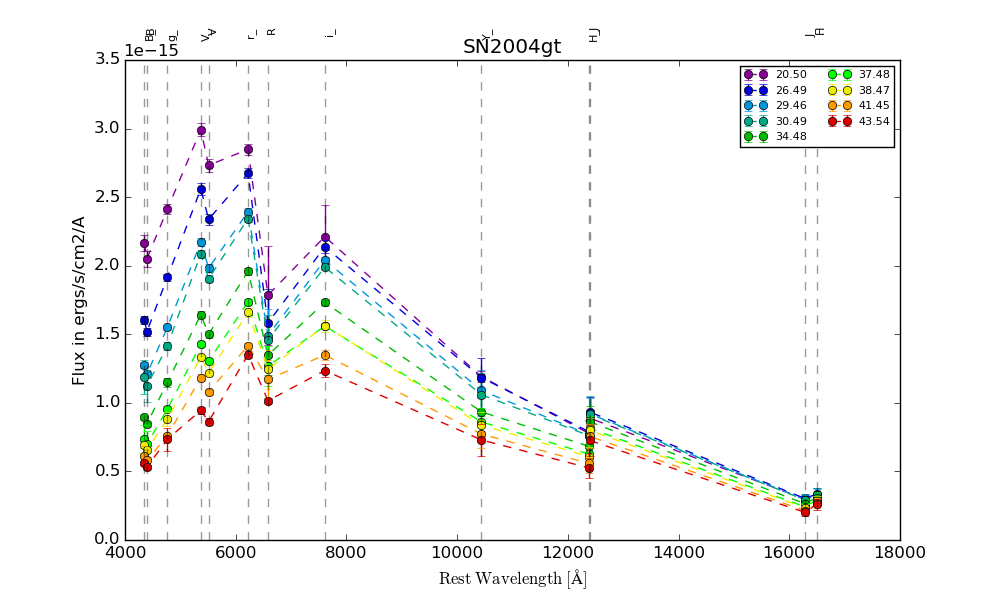 B
B_
g_
V_
V
r_
R
i_
Y_
H J
J_
H
1e−15
SN2004gt
3.5
3.0
2.5
2.0
1.5
1.0
0.5
0.0
Flux in ergs/s/cm2/A
20.50
26.49
29.46
30.49
34.48
37.48
38.47
41.45
43.54
4000 6000 8000 10000 12000 14000 16000 18000
Rest Wavelength [Å]